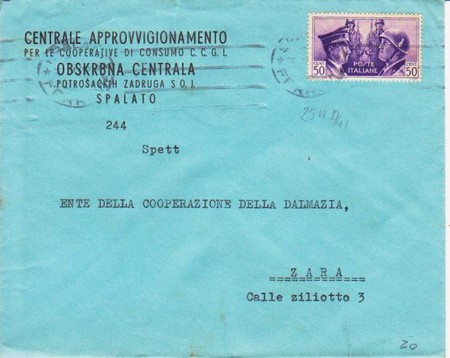 CENTRALE APPROVVIGIONAMENTO
PER LE COOPERATIVE DI CONSUMO C. C. G. I.
OBSKRBNA CENTRALA
POTROŠAČKIH ZADRUGA S O. J.
SPALATO
CENT 50
POSTE ITALIANE
CENT 50
244
Spett
ENTE DELLA COOPERAZIONE DELLA DALMAZIA,
ZARA
Calle ziliotto 3
20